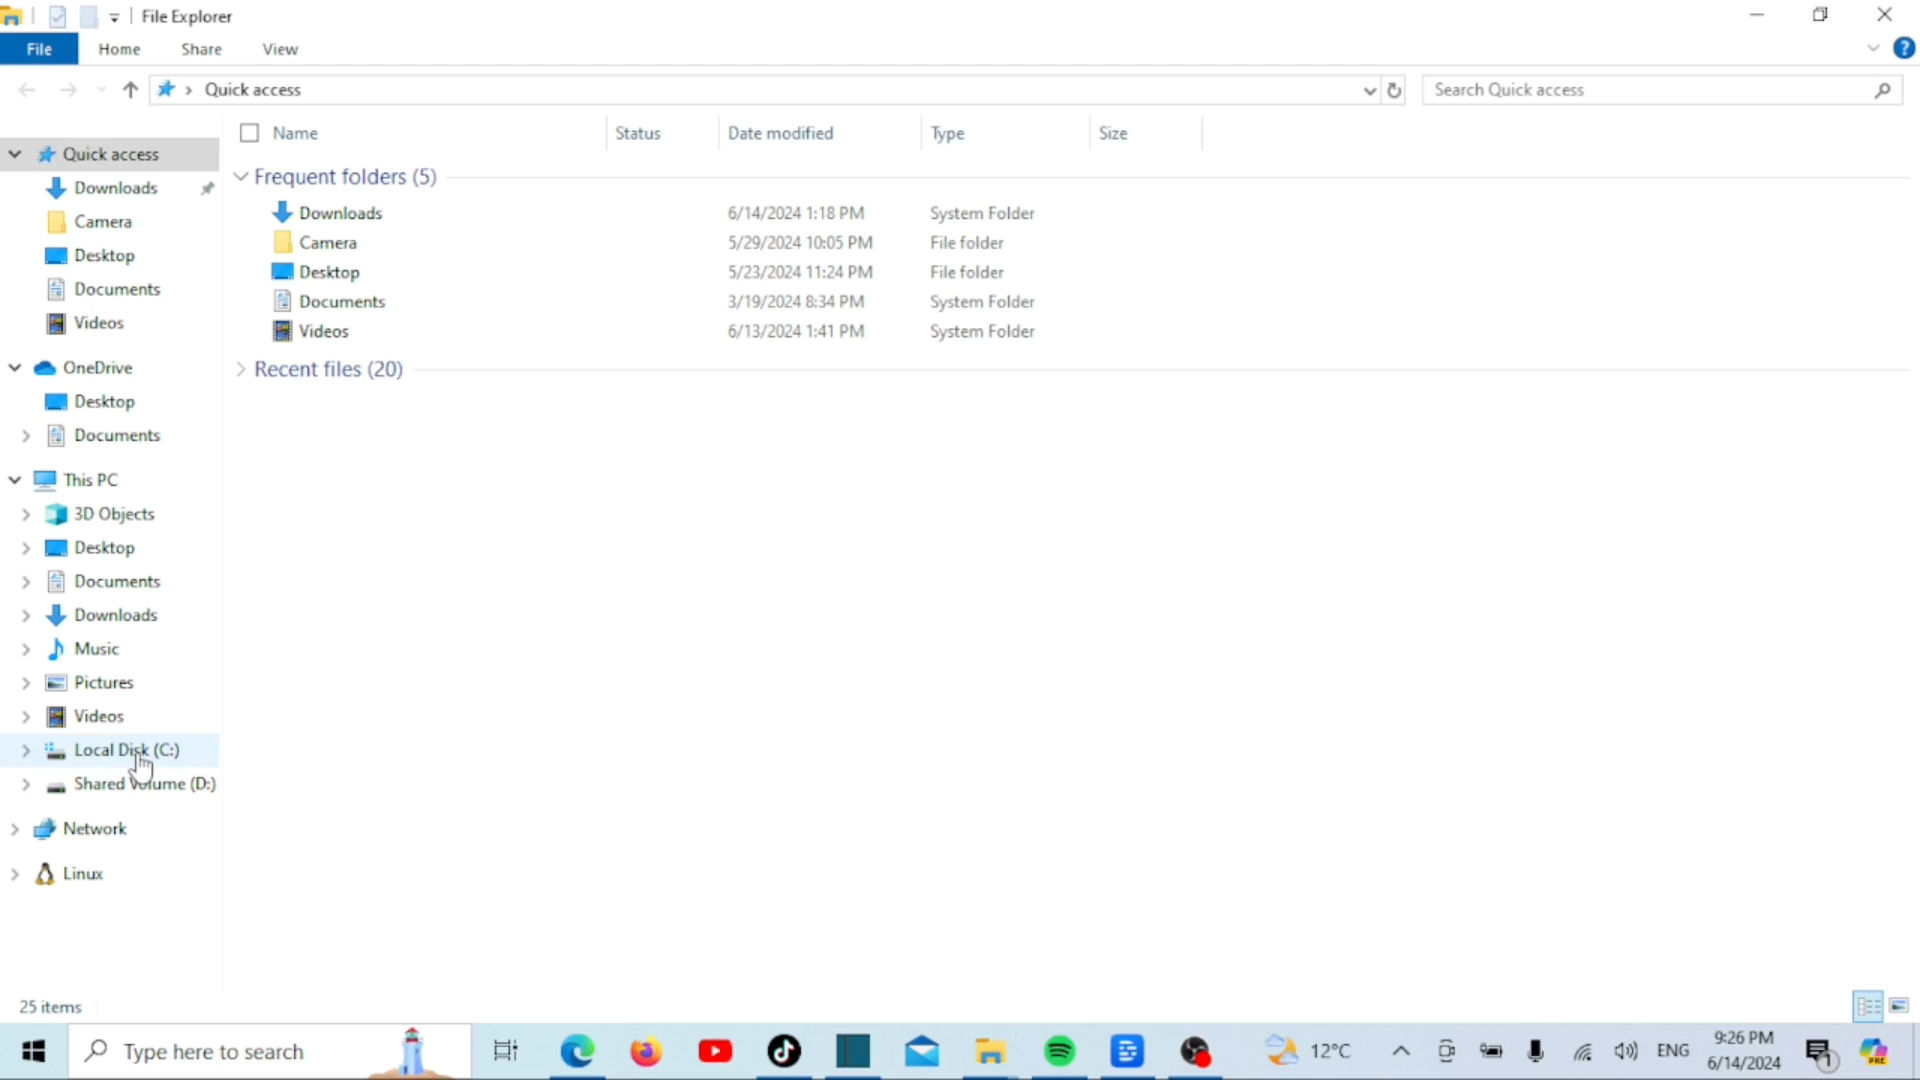 File Explorer
File Home Share View
Quick access
Search Quick access
Name Status Date modified Type Size
Quick access
Downloads
Camera
Desktop
Documents
Videos
OneDrive
Desktop
Documents
This PC
3D Objects
Desktop
Documents
Downloads
Music
Pictures
Videos
Local Disk (C:)
Shared Volume (D:)
Network
Linux
Frequent folders (5)
Downloads 6/14/2024 1:18 PM System Folder
Camera 5/29/2024 10:05 PM File folder
Desktop 5/23/2024 11:24 PM File folder
Documents 3/19/2024 8:34 PM System Folder
Videos 6/13/2024 1:41 PM System Folder
Recent files (20)
25 items
Type here to search
12°C
ENG
9:26 PM
6/14/2024
1
PRE